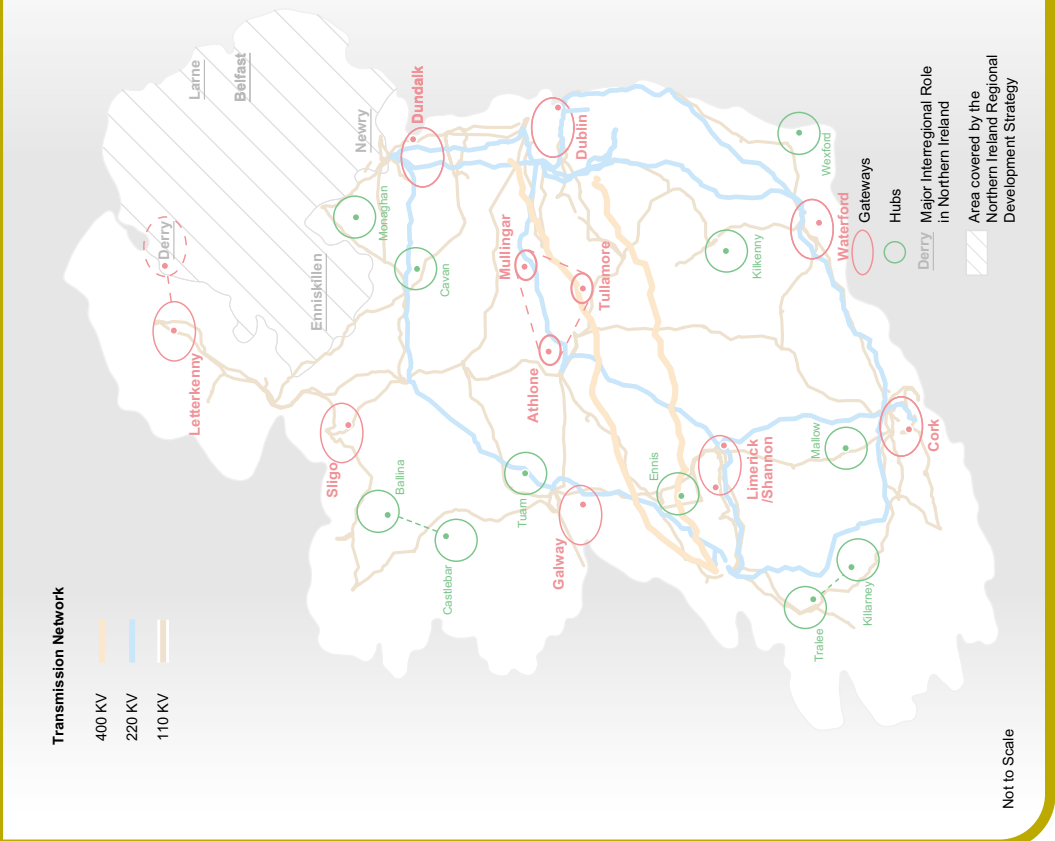 Transmission Network
400 KV
220 KV
110 KV
Letterkenny
Derry
Larne
Belfast
Enniskillen
Newry
Sligo
Ballina
Castlebar
Monaghan
Cavan
Dundalk
Tuam
Galway
Athlone
Mullingar
Tullamore
Dublin
Ennis
Limerick
/Shannon
Kilkenny
Wexford
Waterford
Mallow
Cork
Tralee
Killarney
Gateways
Hubs
Derry
Major Interregional Role
in Northern Ireland
Area covered by the
Northern Ireland Regional
Development Strategy
Not to Scale